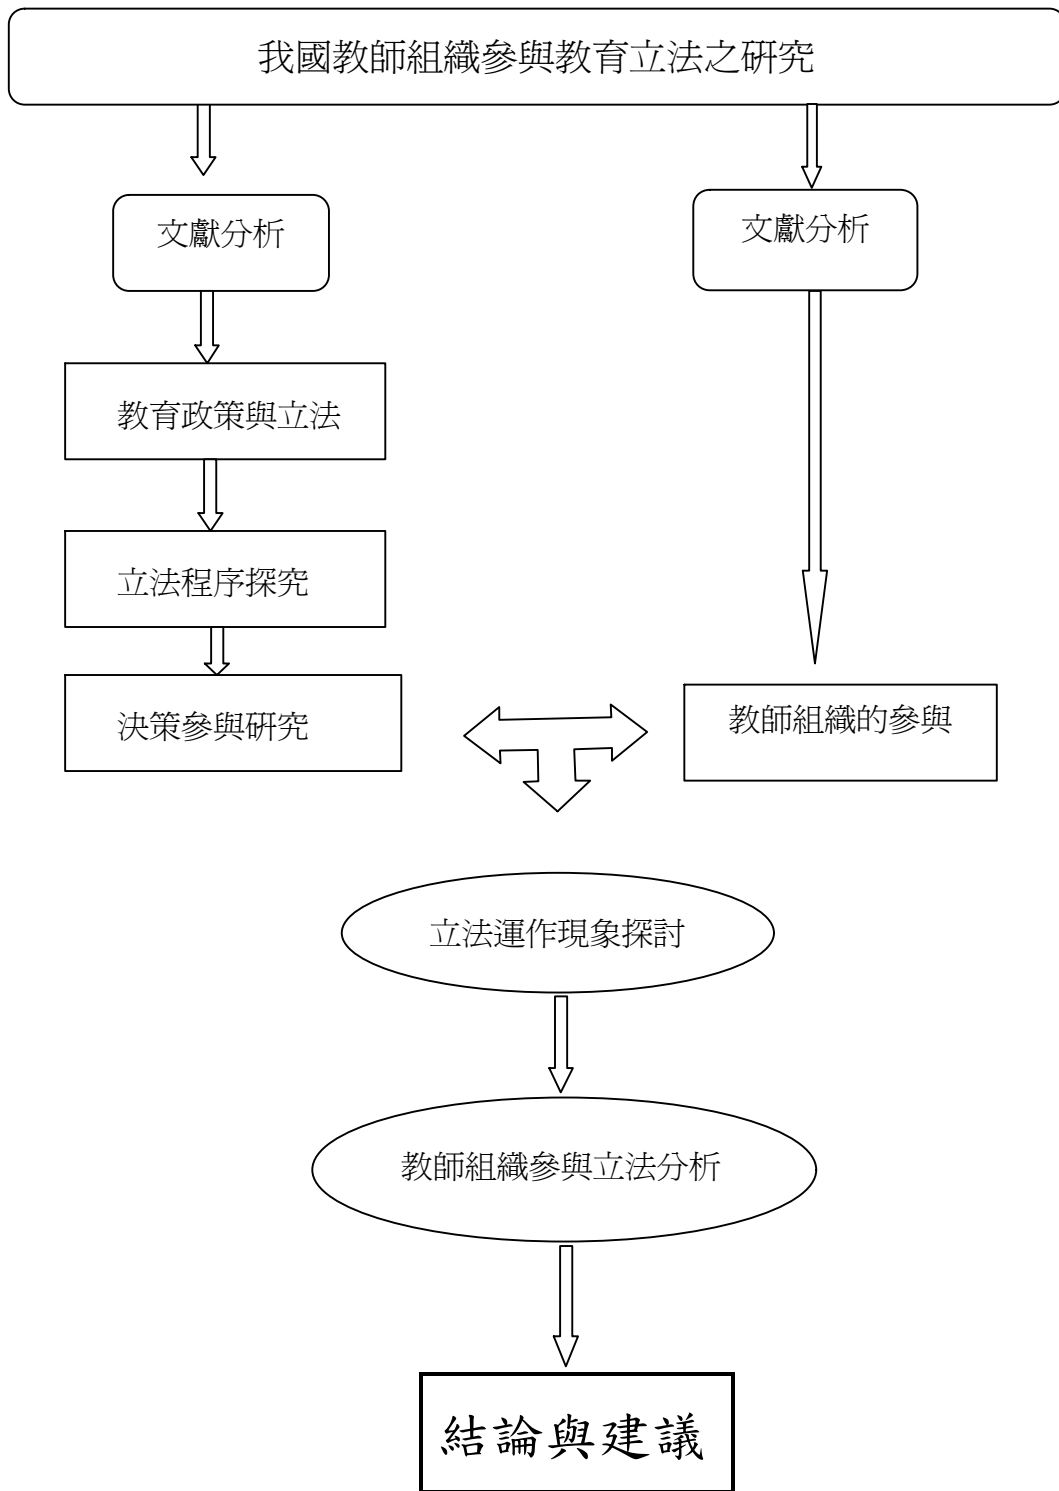 我國教師組織參與教育立法之研究
文獻分析
文獻分析
教育政策與立法
立法程序探究
決策參與研究
教師組織的參與
立法運作現象探討
教師組織參與立法分析
結論與建議